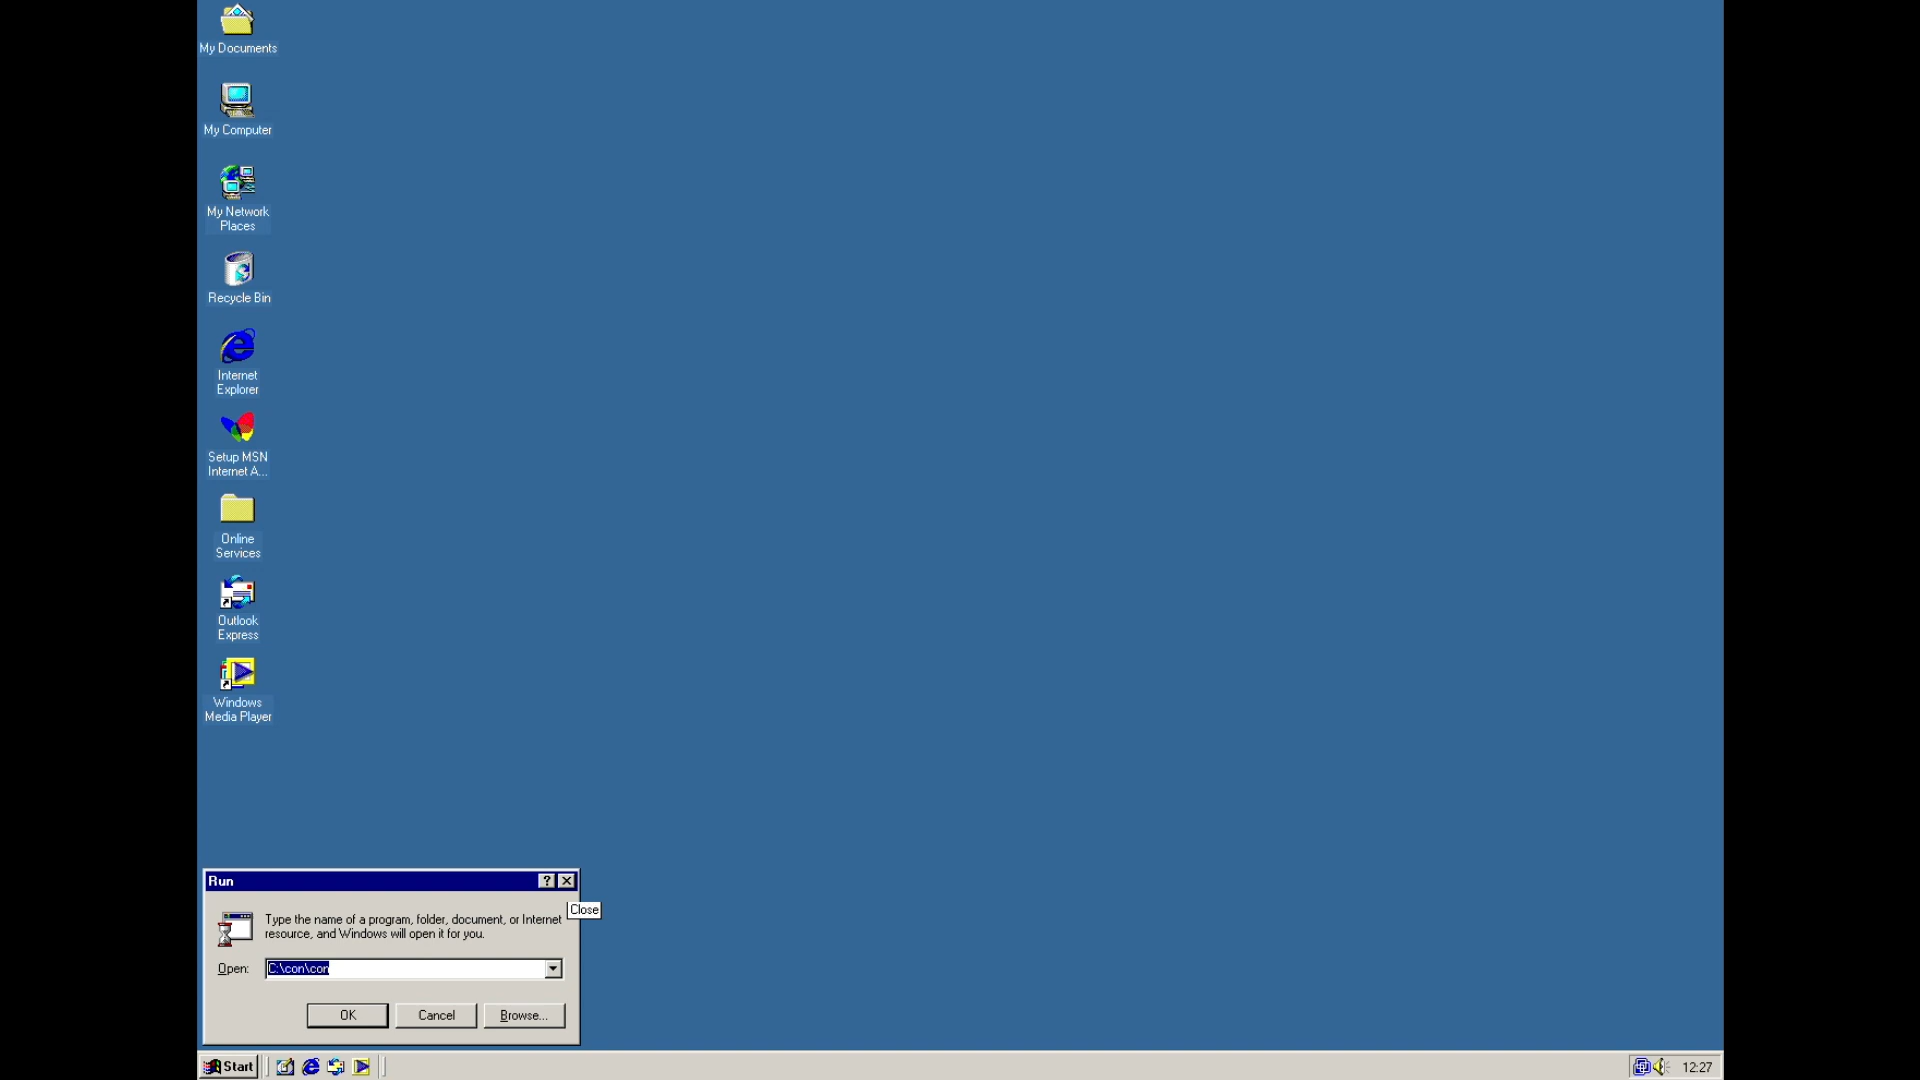 My Documents
My Computer
My Network
Places
Recycle Bin
Internet
Explorer
Setup MSN
Internet A...
Online
Services
Outlook
Express
Windows
Media Player
Run
Close
Type the name of a program, folder, document, or Internet
resource, and Windows will open it for you.
Open: C:\con\con
OK Cancel Browse...
Start 12:27